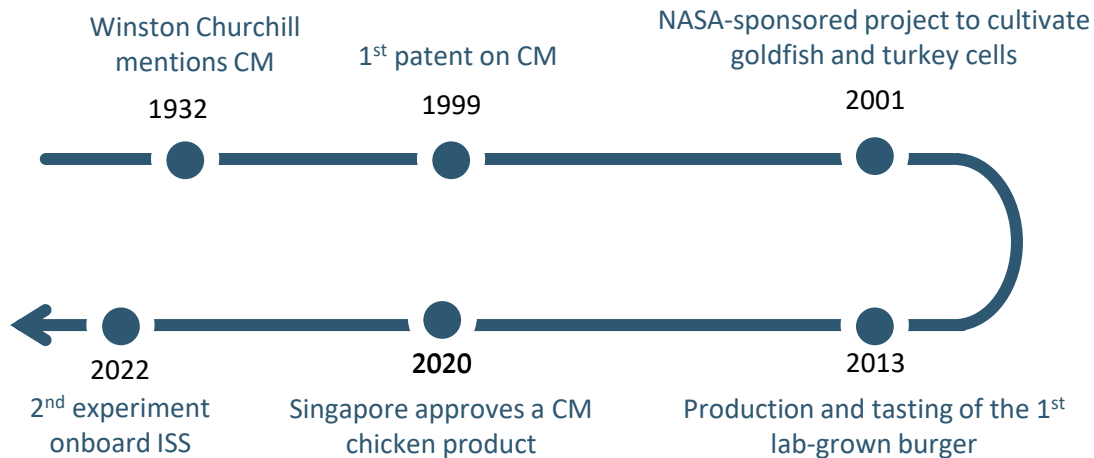 Winston Churchill
mentions CM
1932
1st patent on CM
1999
NASA-sponsored project to cultivate
goldfish and turkey cells
2001
2013
Production and tasting of the 1st
lab-grown burger
2020
Singapore approves a CM
chicken product
2022
2nd experiment
onboard ISS